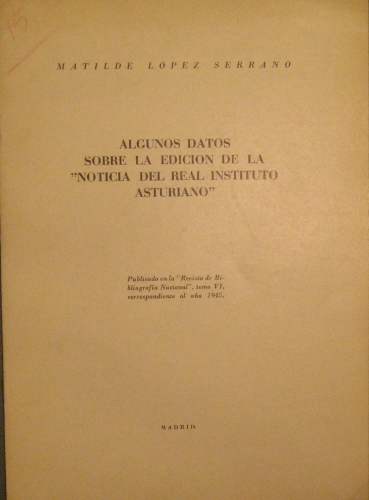 15
MATILDE LÓPEZ SERRANO
ALGUNOS DATOS
SOBRE LA EDICION DE LA
"NOTICIA DEL REAL INSTITUTO
ASTURIANO"
Publicado en la "Revista de Bi-
bliografía Nacional", tomo VI,
correspondiente al año 1945.
MADRID